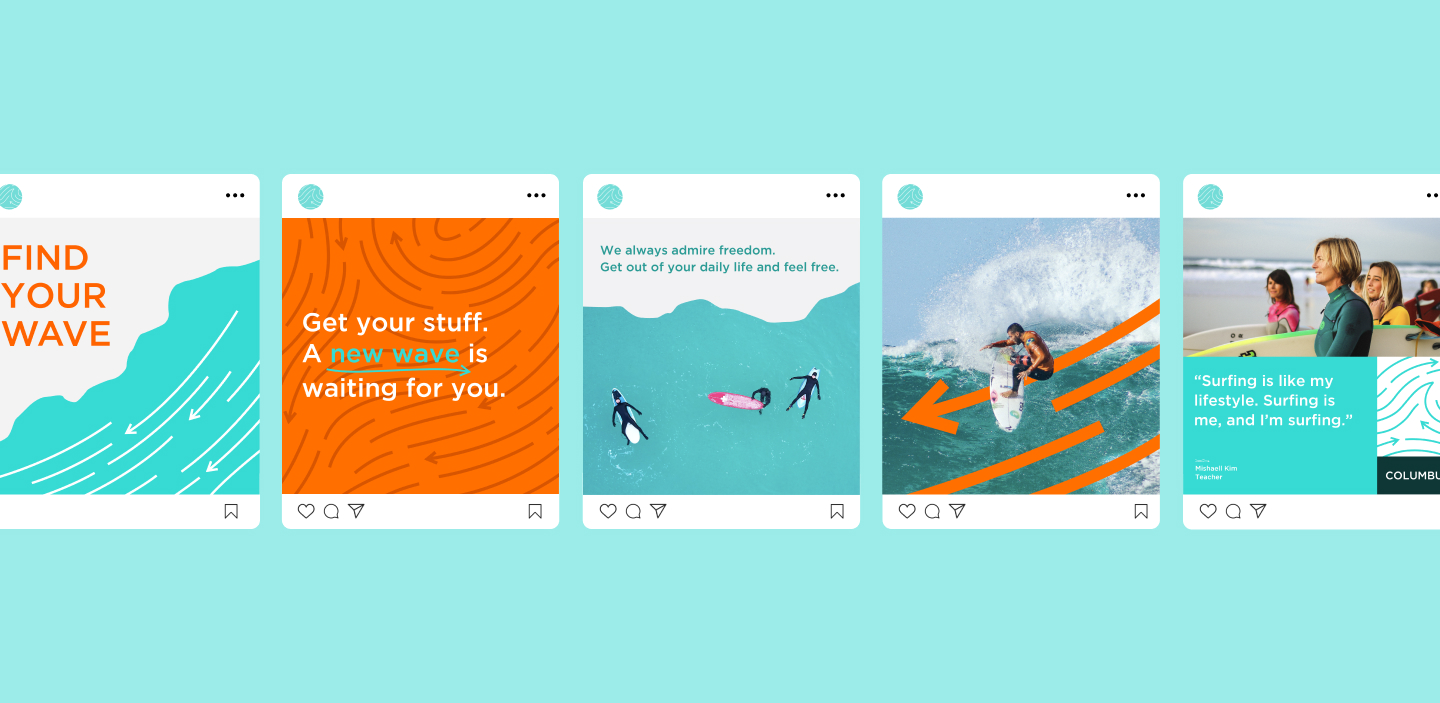 FIND
YOUR
WAVE
Get your stuff.
A new wave is
waiting for you.
We always admire freedom.
Get out of your daily life and feel free.
“Surfing is like my
lifestyle. Surfing is
me, and I’m surfing.”
Michaeli Kim
Teacher
COLUMBU